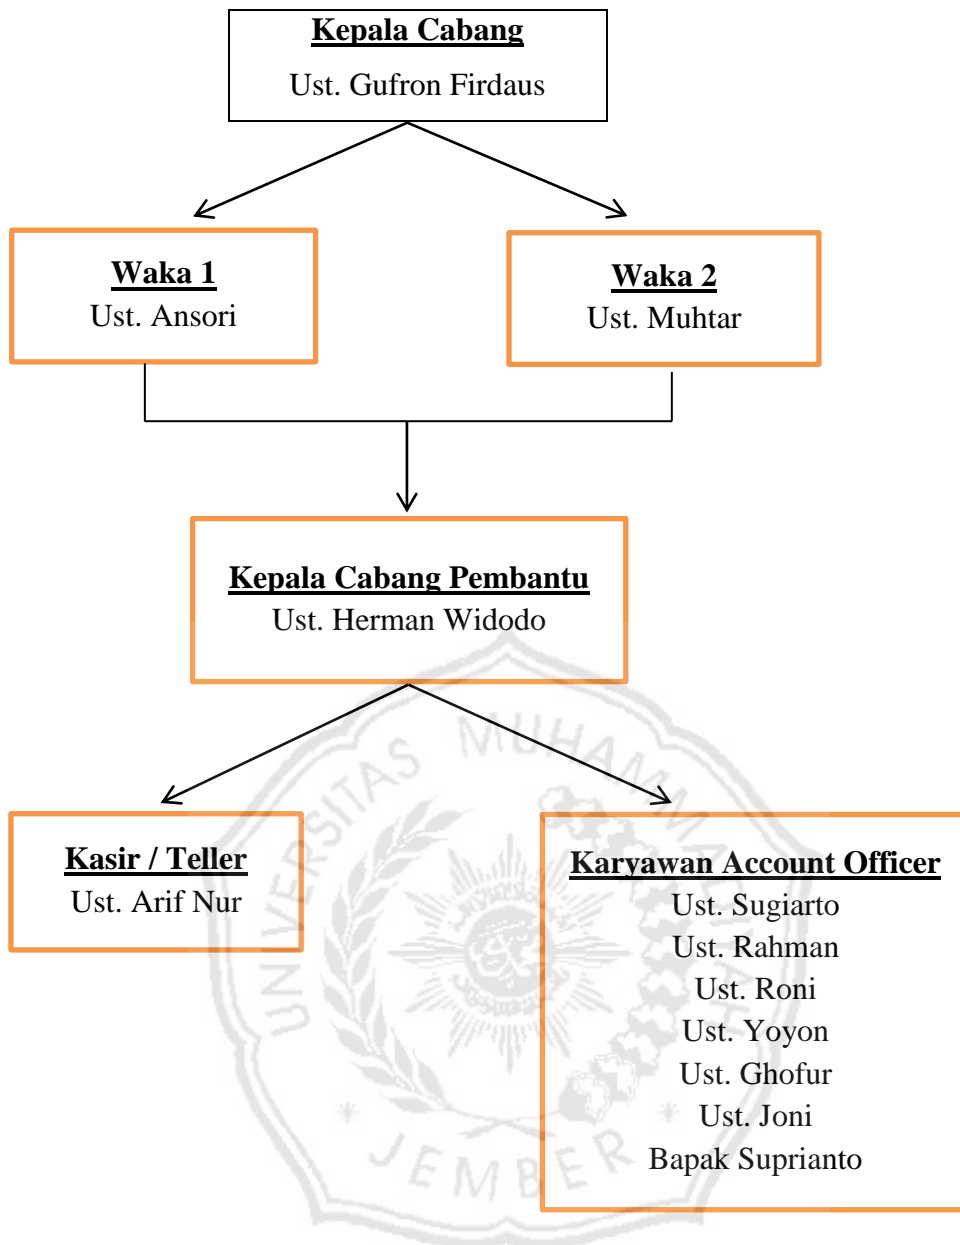 Kepala Cabang
Ust. Gufron Firdaus
Waka 1
Ust. Ansori
Waka 2
Ust. Muhtar
Kepala Cabang Pembantu
Ust. Herman Widodo
Kasir / Teller
Ust. Arif Nur
Karyawan Account Officer
Ust. Sugiarto
Ust. Rahman
Ust. Roni
Ust. Yoyon
Ust. Ghofur
Ust. Joni
Bapak Suprianto
JEMBER